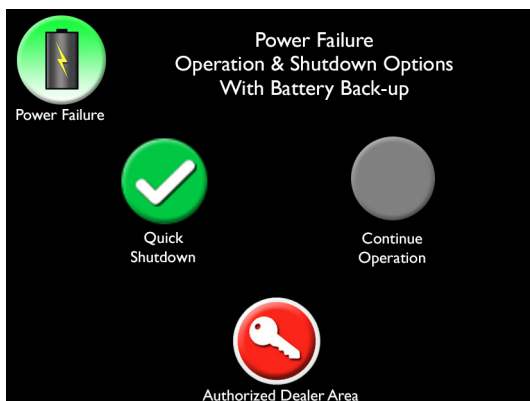 Power Failure
Operation & Shutdown Options
With Battery Back-up
Power Failure
Quick
Shutdown
Continue
Operation
Authorized Dealer Area